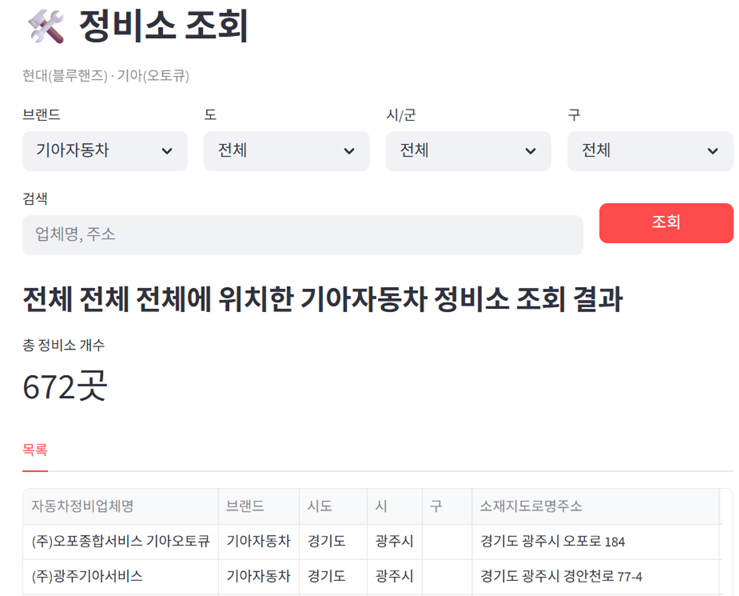 정비소 조회
현대(블루핸즈) · 기아(오토큐)
브랜드 도 시/군 구
기아자동차 전체 전체 전체
검색
업체명, 주소 조회
전체 전체 전체에 위치한 기아자동차 정비소 조회 결과
총 정비소 개수
672곳
목록
자동차정비업체명 브랜드 시도 시 구 소재지도로명주소
(주)오포종합서비스 기아오토큐 기아자동차 경기도 광주시 경기도 광주시 오포로 184
(주)광주기아서비스 기아자동차 경기도 광주시 경기도 광주시 경안천로 77-4